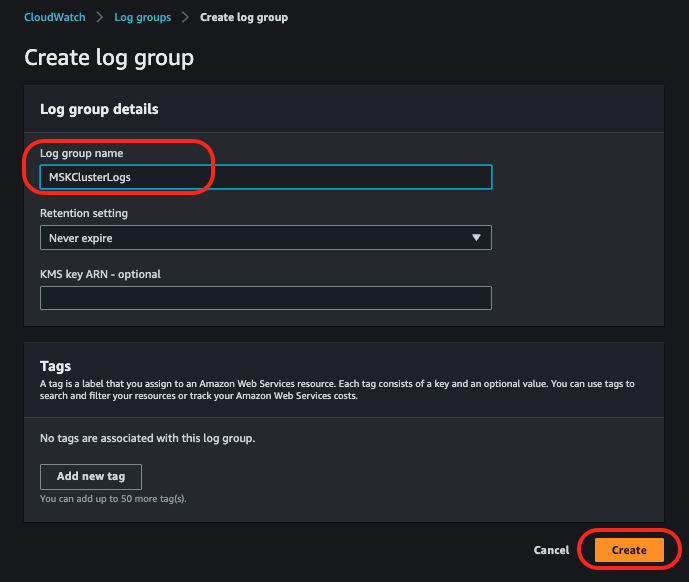 CloudWatch > Log groups > Create log group
Create log group
Log group details
Log group name
MSKClusterLogs
Retention setting
Never expire
KMS key ARN - optional
Tags
A tag is a label that you assign to an Amazon Web Services resource. Each tag consists of a key and an optional value. You can use tags to
search and filter your resources or track your Amazon Web Services costs.
No tags are associated with this log group.
Add new tag
You can add up to 50 more tag(s).
Cancel Create